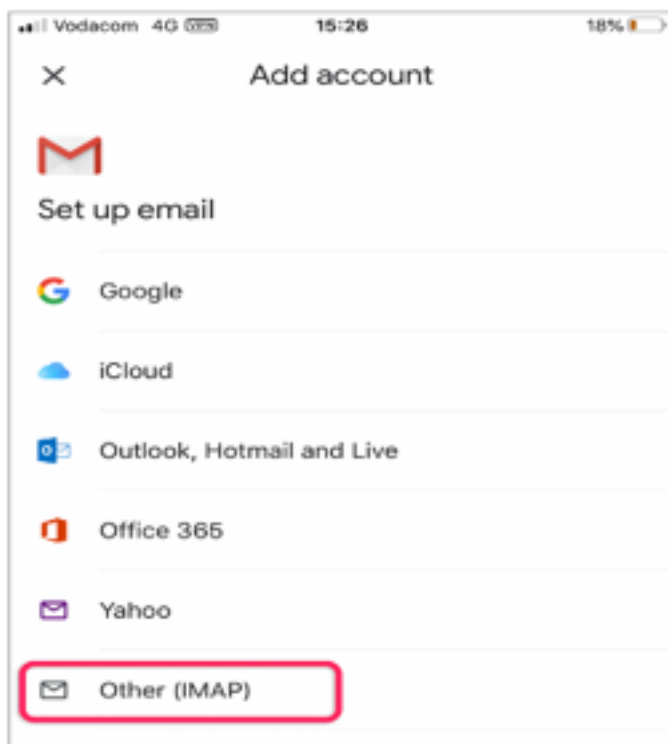 Vodacom 4G VPN 15:26 18%
Add account
Set up email
Google
iCloud
Outlook, Hotmail and Live
Office 365
Yahoo
Other (IMAP)